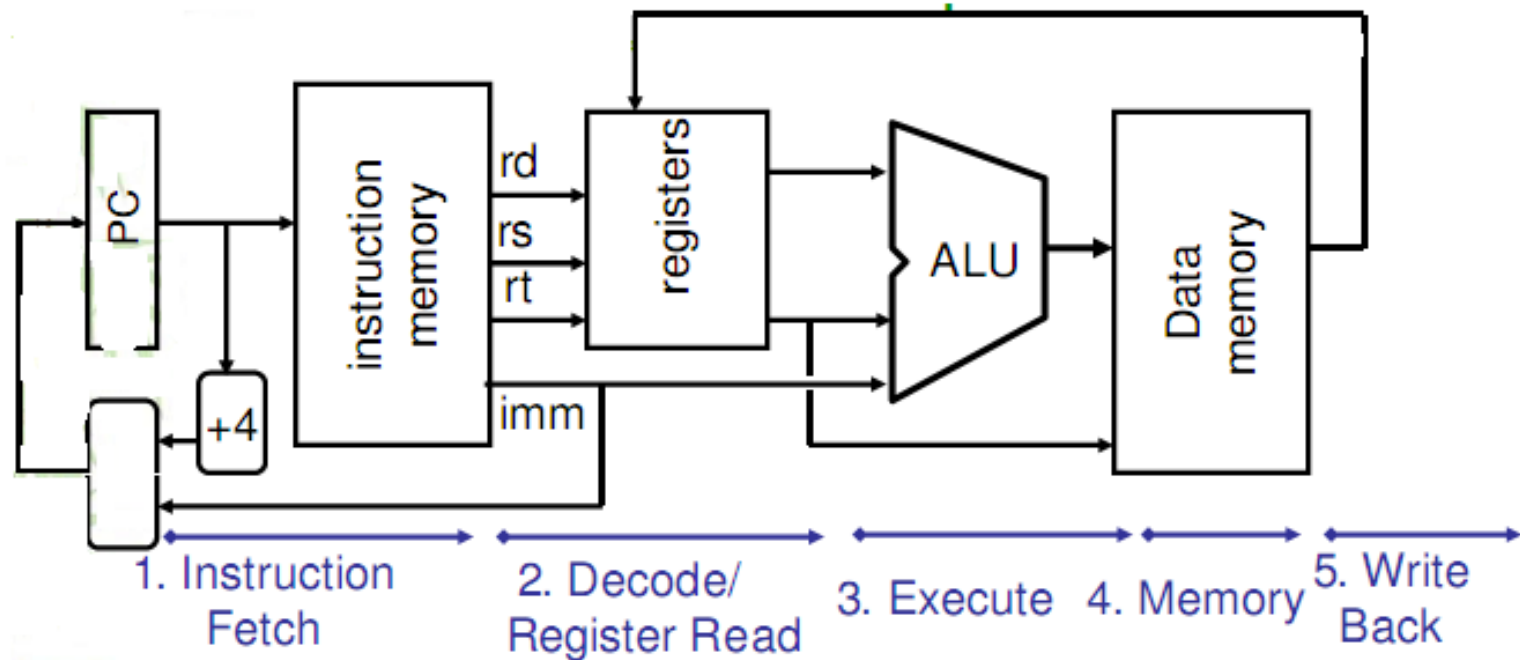 PC
+4
instruction
memory
rd
rs
rt
imm
registers
ALU
Data
memory
1. Instruction
Fetch
2. Decode/
Register Read
3. Execute
4. Memory
5. Write
Back